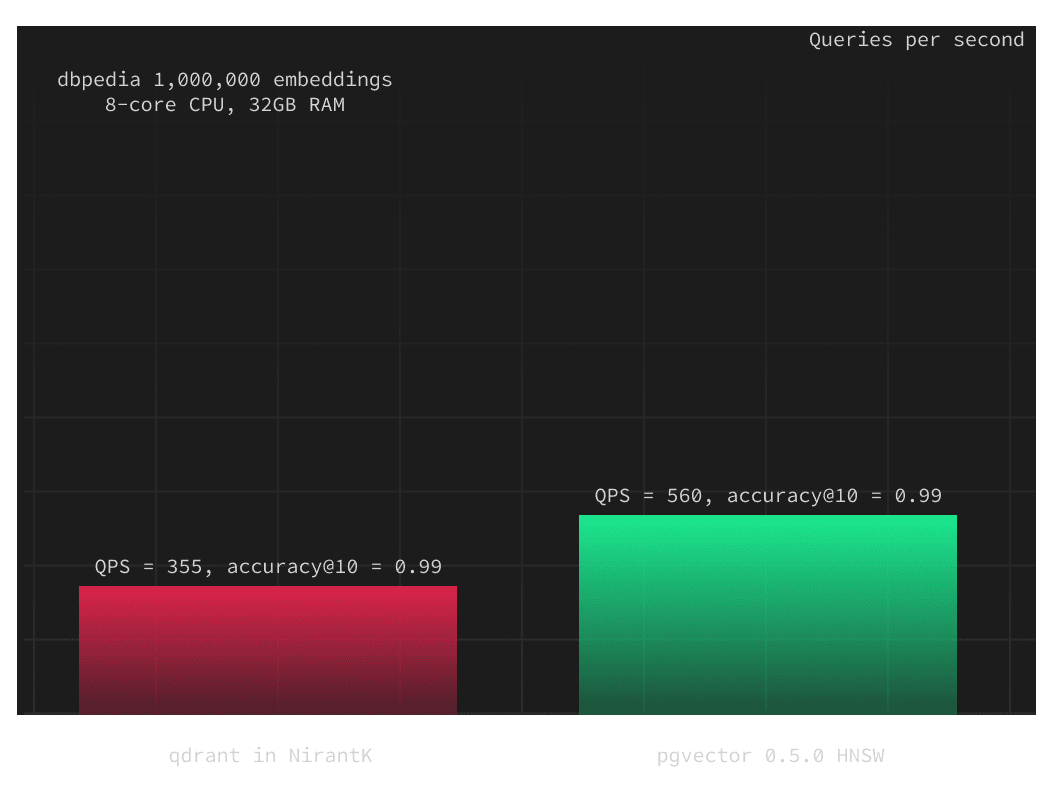 Queries per second
dbpedia 1,000,000 embeddings
8-core CPU, 32GB RAM
QPS = 560, accuracy@10 = 0.99
QPS = 355, accuracy@10 = 0.99
qdrant in NirantK
pgvector 0.5.0 HNSW